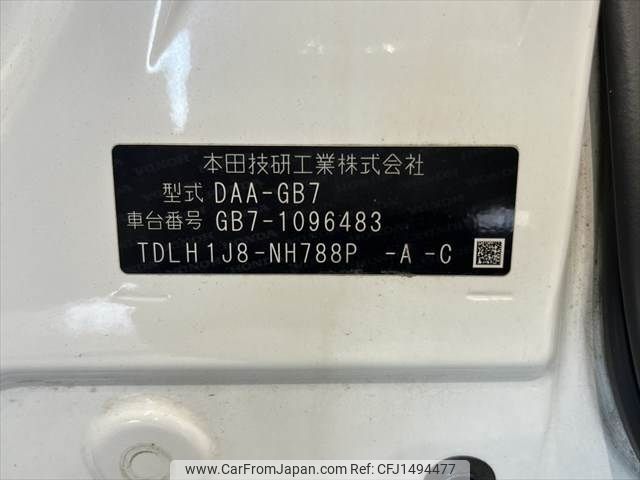 本田技研工業株式会社
型式 DAA-GB7
車台番号 GB7-1096483
TDLH1J8-NH788P -A -C
www.CarFromJapan.com | ID: CFJ1494477